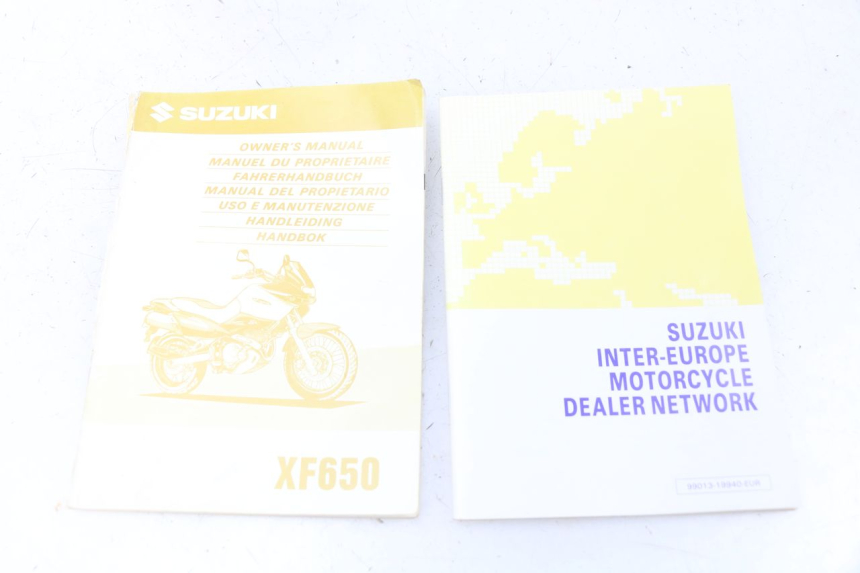 SUZUKI
OWNER'S MANUAL
MANUEL DU PROPRIETAIRE
FAHRERHANDBUCH
MANUAL DEL PROPIETARIO
USO E MANUTENZIONE
HANDLEIDING
HANDBOK
XF650
SUZUKI
INTER-EUROPE
MOTORCYCLE
DEALER NETWORK